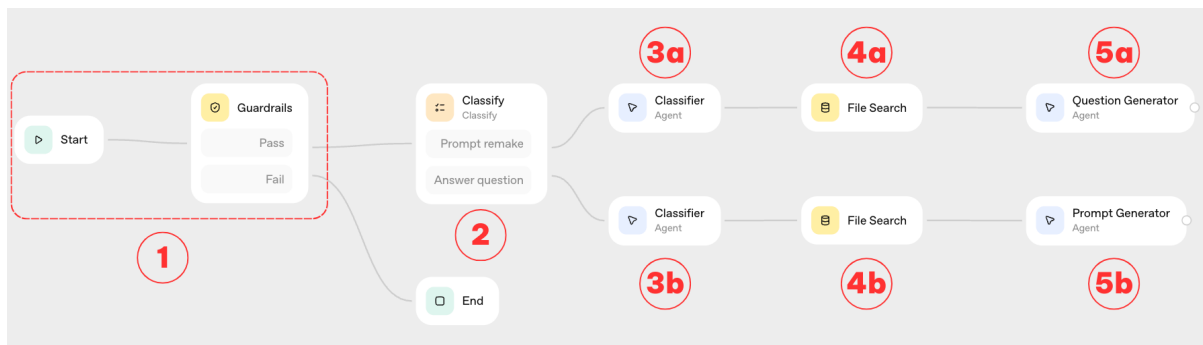 3a
4a
5a
Guardrails
Classify
Classify
Classifier
Agent
File Search
Question Generator
Agent
Start
Pass
Prompt remake
Fail
Answer question
Classifier
Agent
File Search
Prompt Generator
Agent
1
2
3b
4b
5b
End